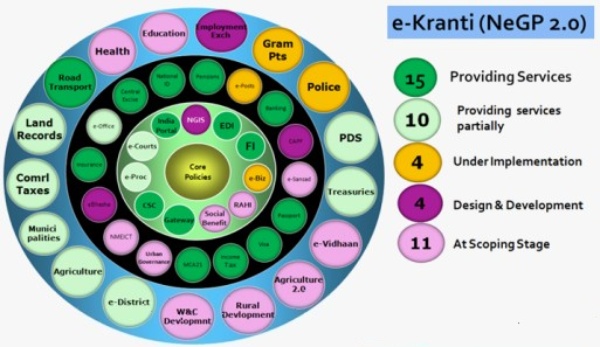 e-Kranti (NeGP 2.0)
15 Providing Services
10 Providing services
partially
4 Under Implementation
4 Design & Development
11 At Scoping Stage
Employment
Exch
Gram
Pts
Police
PDS
Treasuries
e-Vidhaan
Agriculture
2.0
Rural
Devlopment
W&C
Devlopmnt
e-District
Agriculture
Munici
palities
Comrl
Taxes
Land
Records
Road
Transport
Health
Education
National
ID
Pensions
e-Posts
Banking
e-Sansad
Passport
Visa
Income
Tax
MCA21
Urban
Governance
NMEICT
eBhasha
Insurance
e-Office
Central
Excise
India
Portal
NGIS
EDI
FI
e-Biz
RAHI
Social
Benefit
Gateway
CSC
e-Proc
e-Courts
Core
Policies